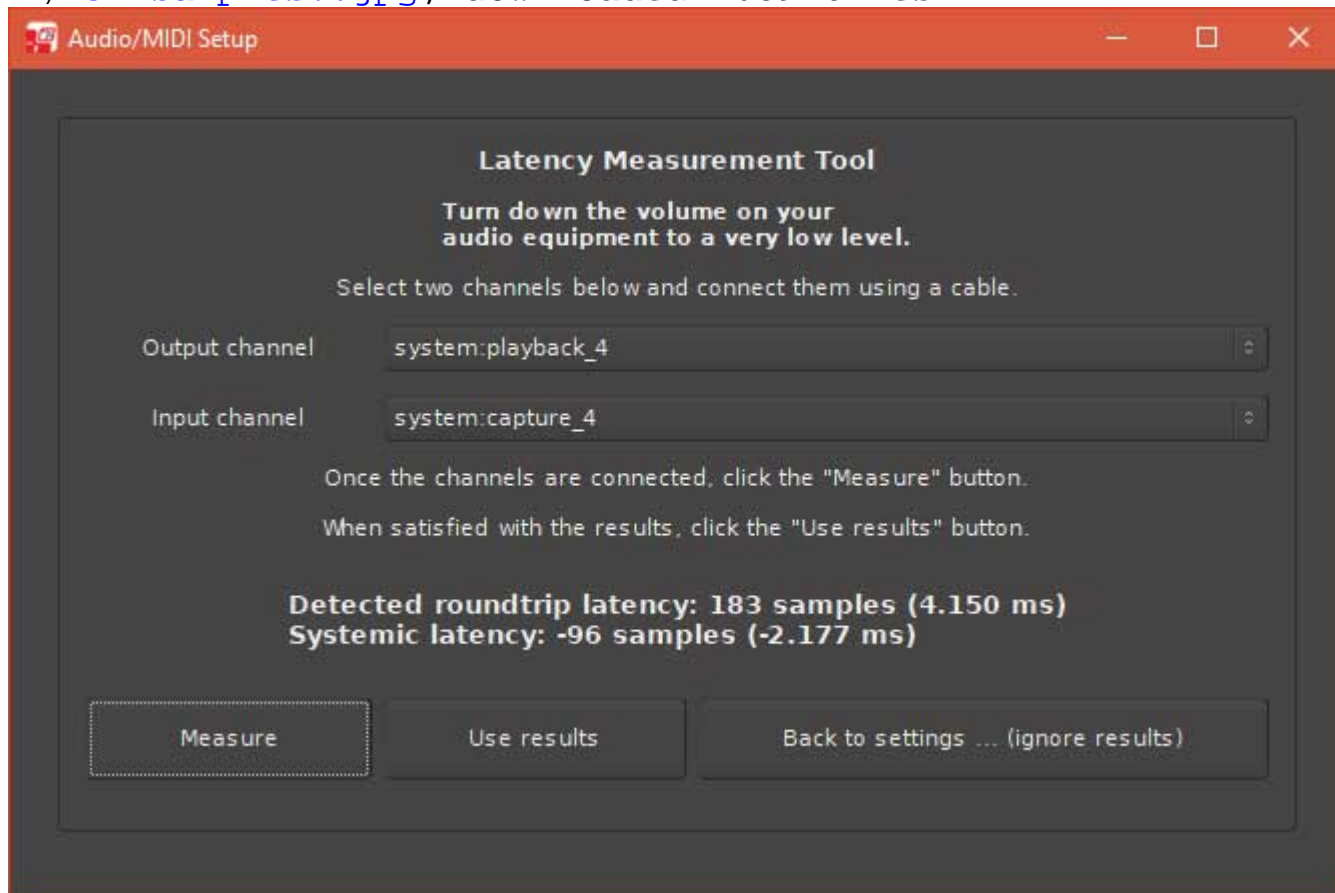 Audio/MIDI Setup
Latency Measurement Tool
Turn down the volume on your
audio equipment to a very low level.
Select two channels below and connect them using a cable.
Output channel system:playback_4
Input channel system:capture_4
Once the channels are connected, click the "Measure" button.
When satisfied with the results, click the "Use results" button.
Detected roundtrip latency: 183 samples (4.150 ms)
Systemic latency: -96 samples (-2.177 ms)
Measure Use results Back to settings ... (ignore results)